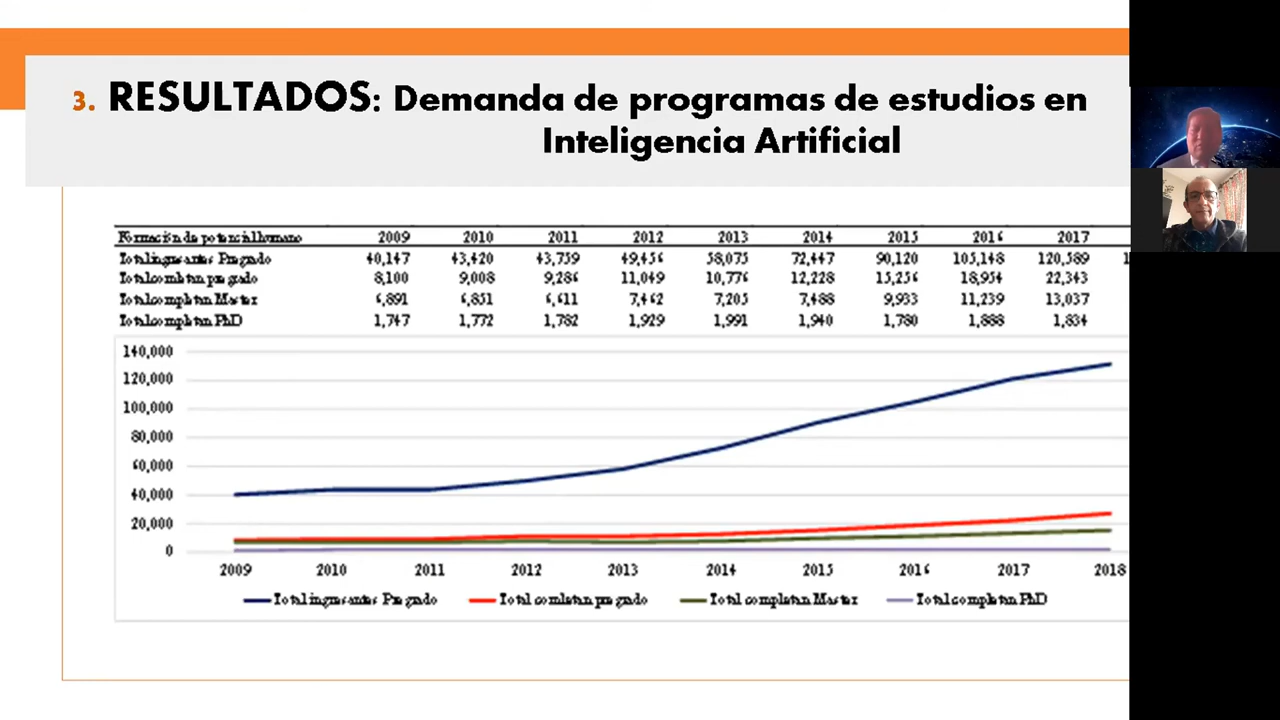 3. RESULTADOS: Demanda de programas de estudios en
Inteligencia Artificial
Formación de potencial humano 2009 2010 2011 2012 2013 2014 2015 2016 2017
Total ingresantes Pregrado 40,147 43,420 43,759 49,456 58,075 72,447 90,120 105,148 120,589 1
Total combtan pregrado 8,100 9,008 9,286 11,049 10,776 12,228 15,256 18,954 22,343
Total completan Master 6,891 6,851 6,611 7,462 7,205 7,488 9,933 11,239 13,037
Total completan PhD 1,747 1,772 1,782 1,929 1,991 1,940 1,780 1,888 1,834
140,000
120,000
100,000
80,000
60,000
40,000
20,000
0
2009 2010 2011 2012 2013 2014 2015 2016 2017 2018
Total ingresantes Pregrado Total comletan pregrado Total completan Master Total completan PhD